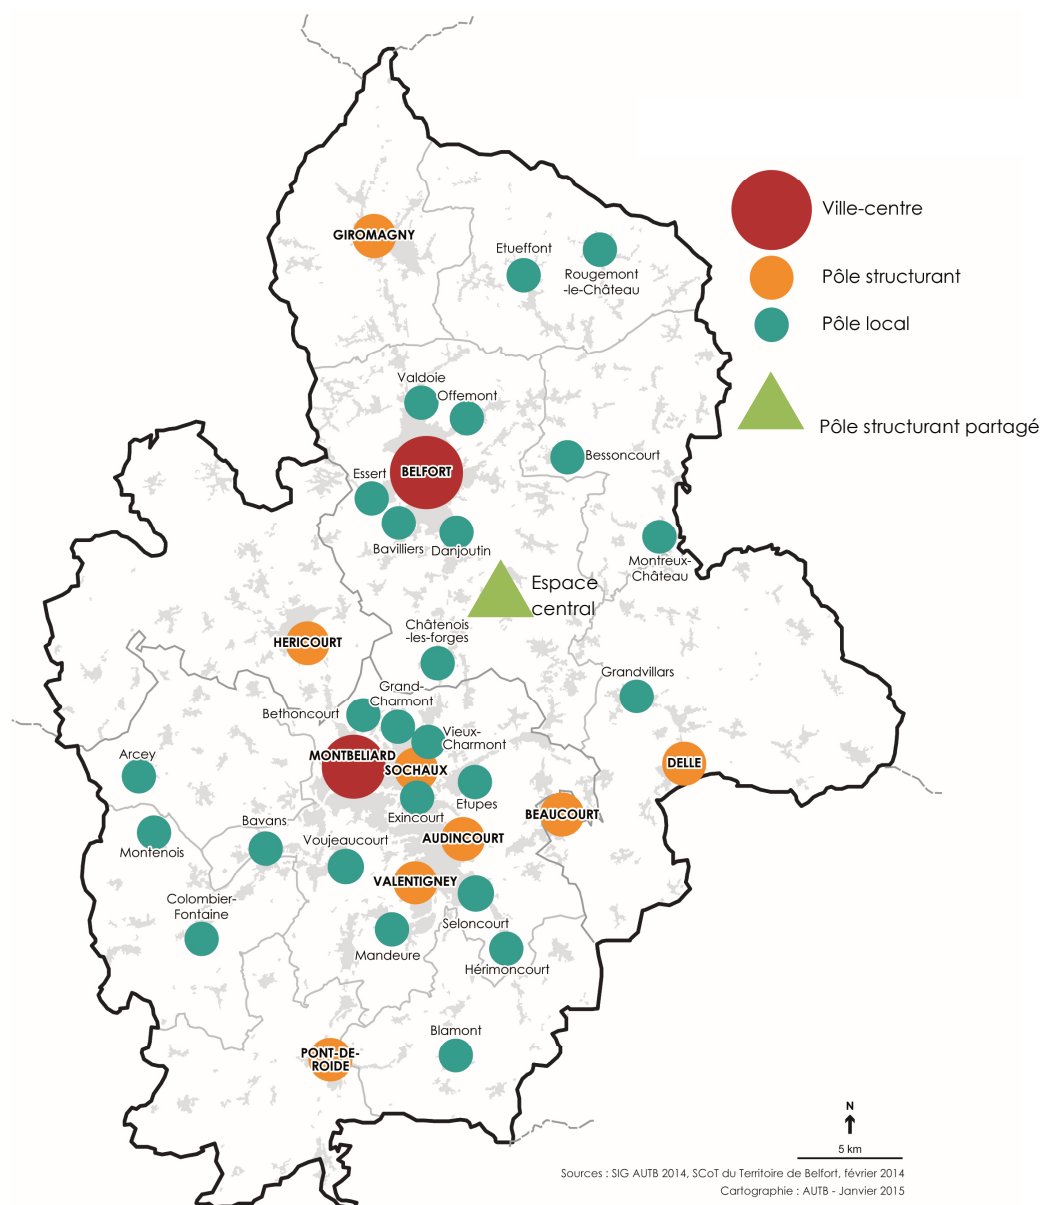 Ville-centre
GIROMAGNY
Etueffont
Rougemont
-le-Château
Pôle structurant
Pôle local
Valdoie
Offemont
Pôle structurant partagé
Bessoncourt
BELFORT
Essert
Bavilliers
Danjoutin
Montreux-
Château
Espace
central
Châtenois
-les-forges
HERICOURT
Grandvillars
Grand-
Charmont
Bethoncourt
Vieux-
Charmont
Arcey
MONTBELIARD
SOCHAUX
DELLE
Etupes
Exincourt
BEAUCOURT
Bavans
Voujeaucourt
AUDINCOURT
Montenois
VALENTIGNEY
Colombier-
Fontaine
Seloncourt
Mandeure
Hérimoncourt
Blamont
PONT-DE-
ROIDE
N
5 km
Sources : SIG AUTB 2014, SCoT du Territoire de Belfort, février 2014
Cartographie : AUTB - Janvier 2015